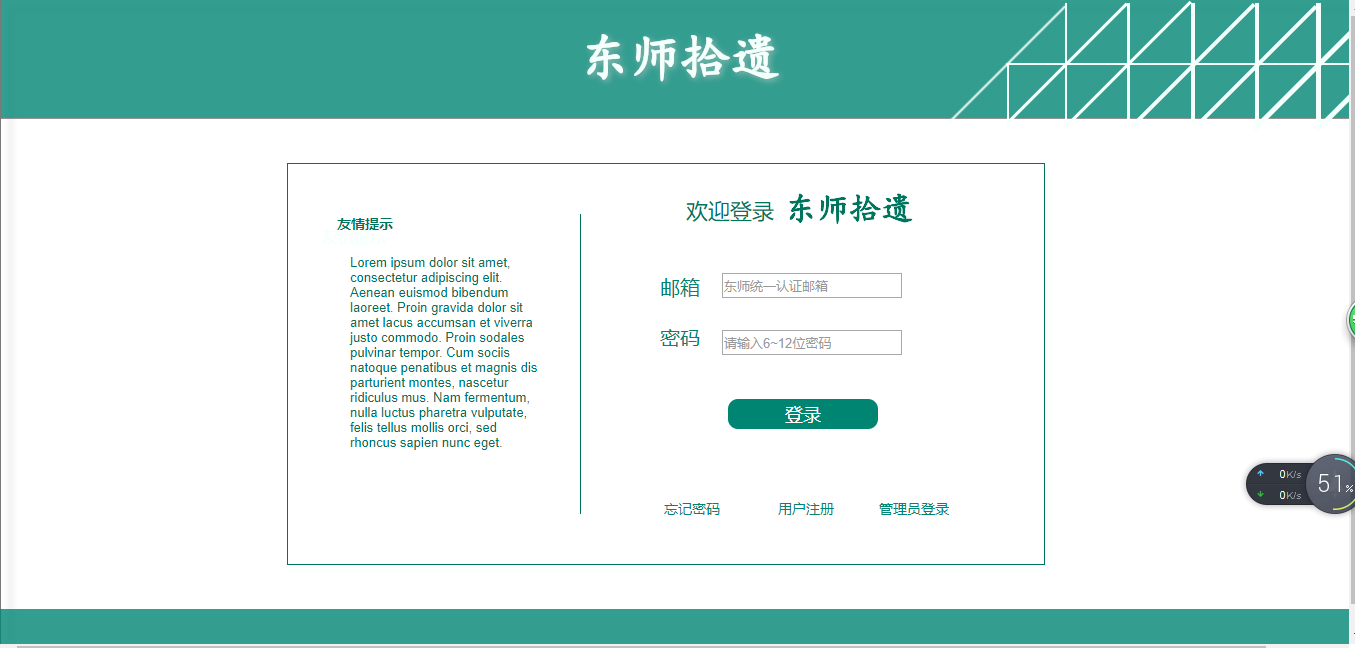 东师拾遗
友情提示
Lorem ipsum dolor sit amet,
consectetur adipiscing elit.
Aenean euismod bibendum
laoreet. Proin gravida dolor sit
amet lacus accumsan et viverra
justo commodo. Proin sodales
pulvinar tempor. Cum sociis
natoque penatibus et magnis dis
parturient montes, nascetur
ridiculus mus. Nam fermentum,
nulla luctus pharetra vulputate,
felis tellus mollis orci, sed
rhoncus sapien nunc eget.
欢迎登录 东师拾遗
邮箱 东师统一认证邮箱
密码 请输入6~12位密码
登录
忘记密码 用户注册 管理员登录
0K/s
0K/s
51%